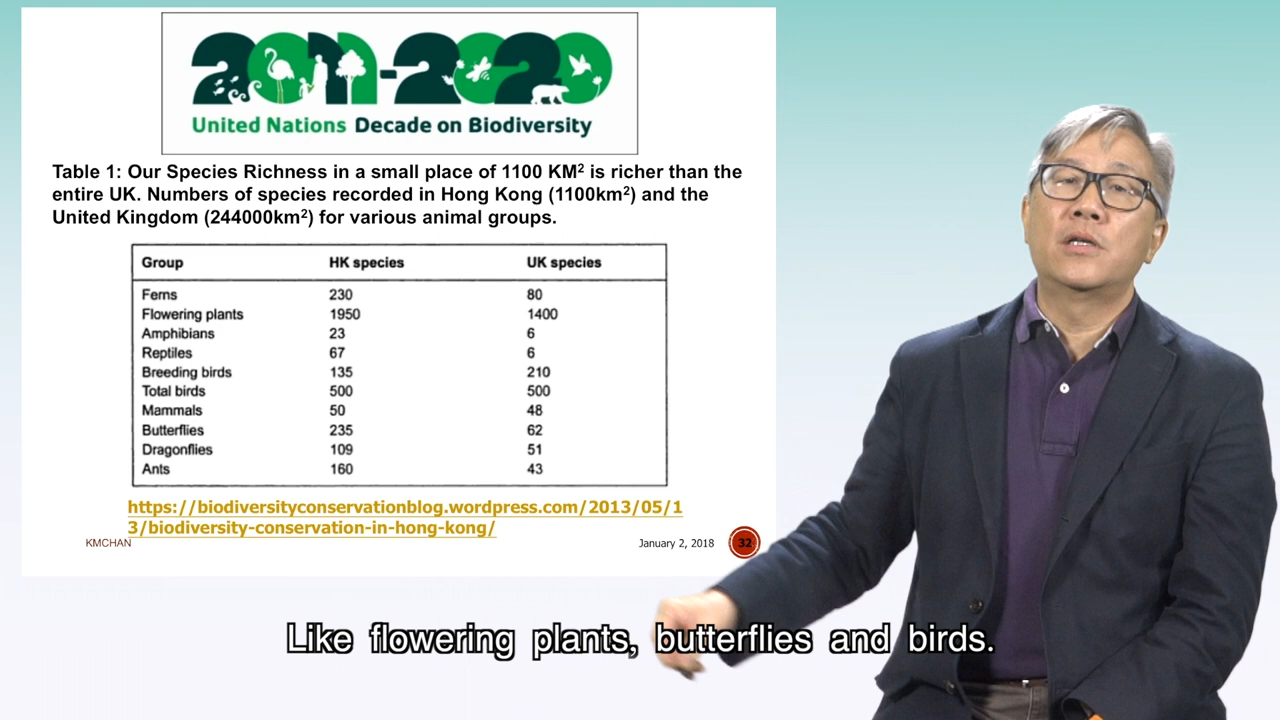 2011-2020
United Nations Decade on Biodiversity
Table 1: Our Species Richness in a small place of 1100 KM² is richer than the
entire UK. Numbers of species recorded in Hong Kong (1100km²) and the
United Kingdom (244000km²) for various animal groups.
Group HK species UK species
Ferns 230 80
Flowering plants 1950 1400
Amphibians 23 6
Reptiles 67 6
Breeding birds 135 210
Total birds 500 500
Mammals 50 48
Butterflies 235 62
Dragonflies 109 51
Ants 160 43
https://biodiversityconservationblog.wordpress.com/2013/05/1
3/biodiversity-conservation-in-hong-kong/
KMCHAN January 2, 2018 32
Like flowering plants, butterflies and birds.